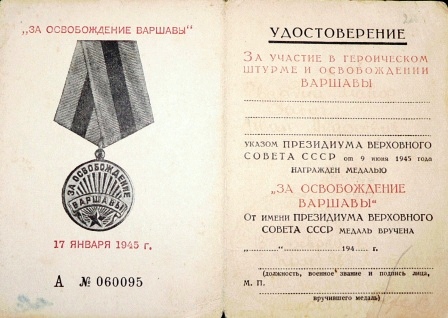 „ЗА ОСВОБОЖДЕНИЕ ВАРШАВЫ“
ЗА ОСВОБОЖДЕНИЕ
ВАРШАВЫ
17 ЯНВАРЯ 1945 г.
А № 060095
УДОСТОВЕРЕНИЕ
ЗА УЧАСТИЕ В ГЕРОИЧЕСКОМ
ШТУРМЕ И ОСВОБОЖДЕНИИ
ВАРШАВЫ
УКАЗОМ ПРЕЗИДИУМА ВЕРХОВНОГО
СОВЕТА СССР от 9 июня 1945 года
НАГРАЖДЕН МЕДАЛЬЮ
„ЗА ОСВОБОЖДЕНИЕ
ВАРШАВЫ“
От имени ПРЕЗИДИУМА ВЕРХОВНОГО
СОВЕТА СССР МЕДАЛЬ ВРУЧЕНА
„......“....................194..... г.
(должность, военное звание и подпись лица,
М. П.
вручившего медаль)